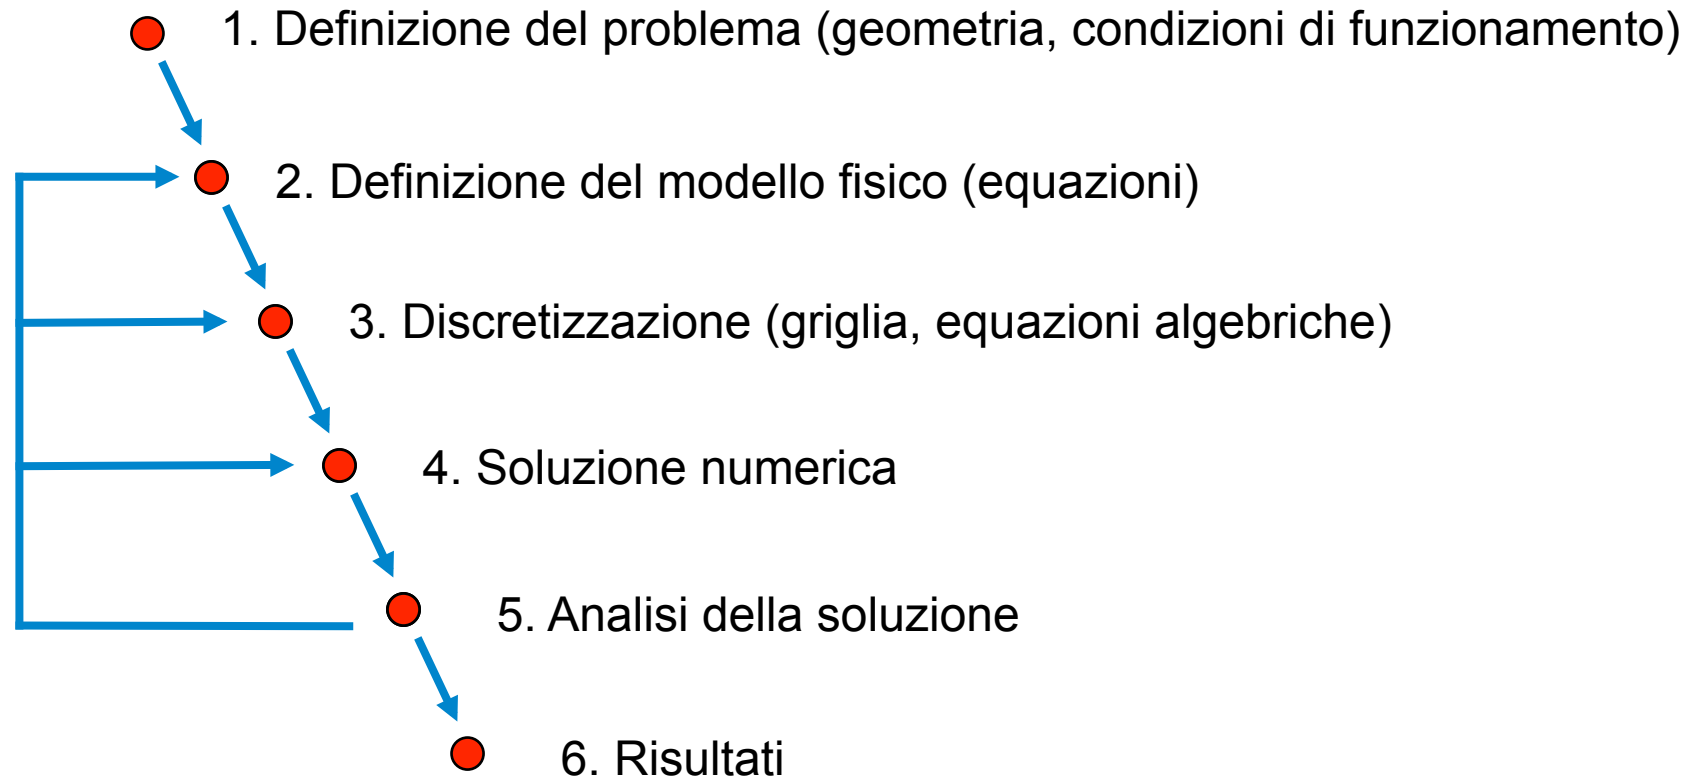 1. Definizione del problema (geometria, condizioni di funzionamento)
2. Definizione del modello fisico (equazioni)
3. Discretizzazione (griglia, equazioni algebriche)
4. Soluzione numerica
5. Analisi della soluzione
6. Risultati